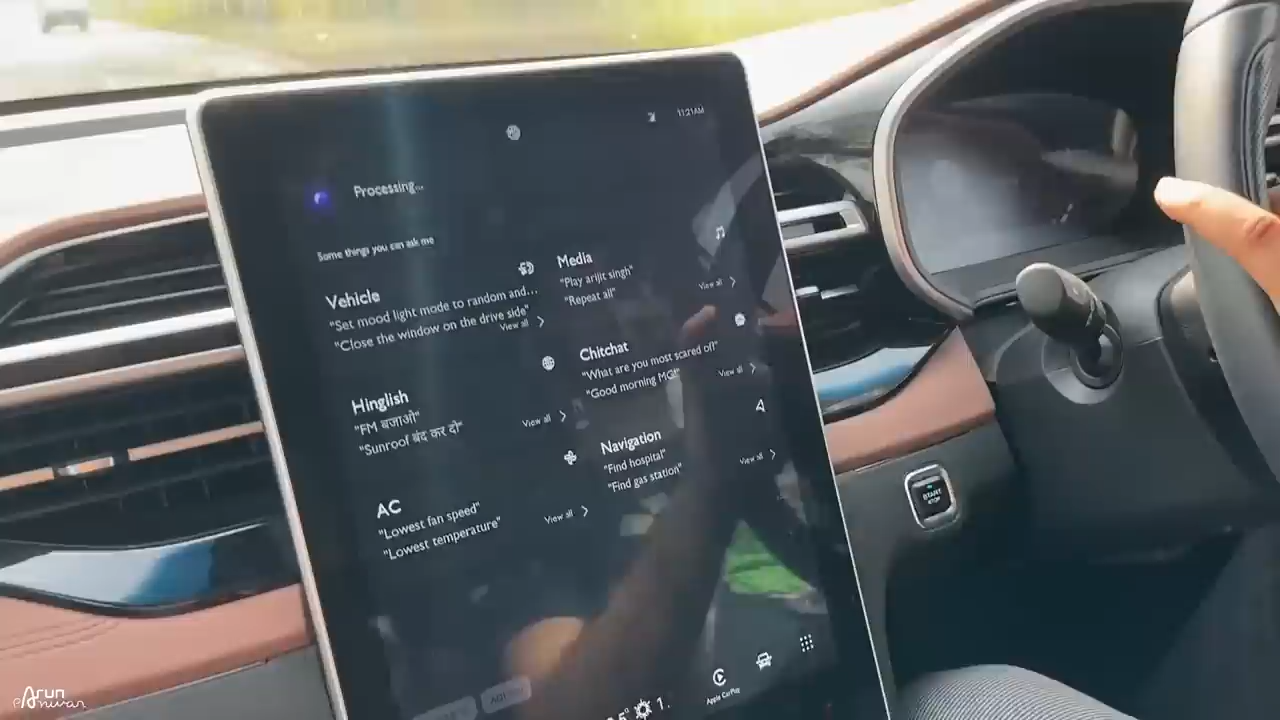 11:21AM
Processing...
Some things you can ask me
Vehicle
"Set mood light mode to random and...
"Close the window on the drive side"
View all
Media
"Play arijit singh"
"Repeat all"
View all
Hinglish
"FM बजाओ"
"Sunroof बंद कर दो"
View all
Chitchat
"What are you most scared of?"
"Good morning MG!"
View all
AC
"Lowest fan speed"
"Lowest temperature"
View all
Navigation
"Find hospital"
"Find gas station"
View all
Apple CarPlay
START
STOP
Arun